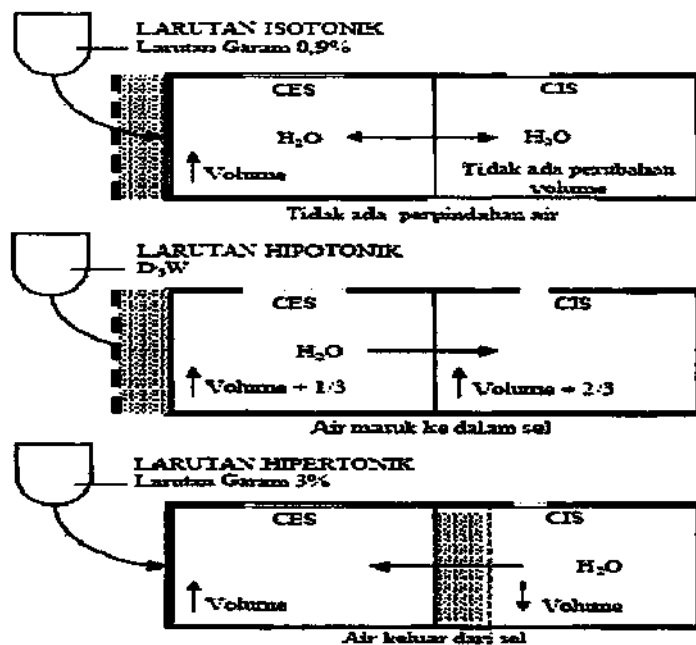 LARUTAN ISOTONIK
Larutan Garam 0,9%
CES CIS
H₂O H₂O
Volume Tidak ada perubahan
volume
Tidak ada perpindahan air
LARUTAN HIPOTONIK
D₅W
CES CIS
H₂O
Volume + 1/3 Volume + 2/3
Air masuk ke dalam sel
LARUTAN HIPERTONIK
Larutan Garam 3%
CES CIS
H₂O
Volume Volume
Air keluar dari sel